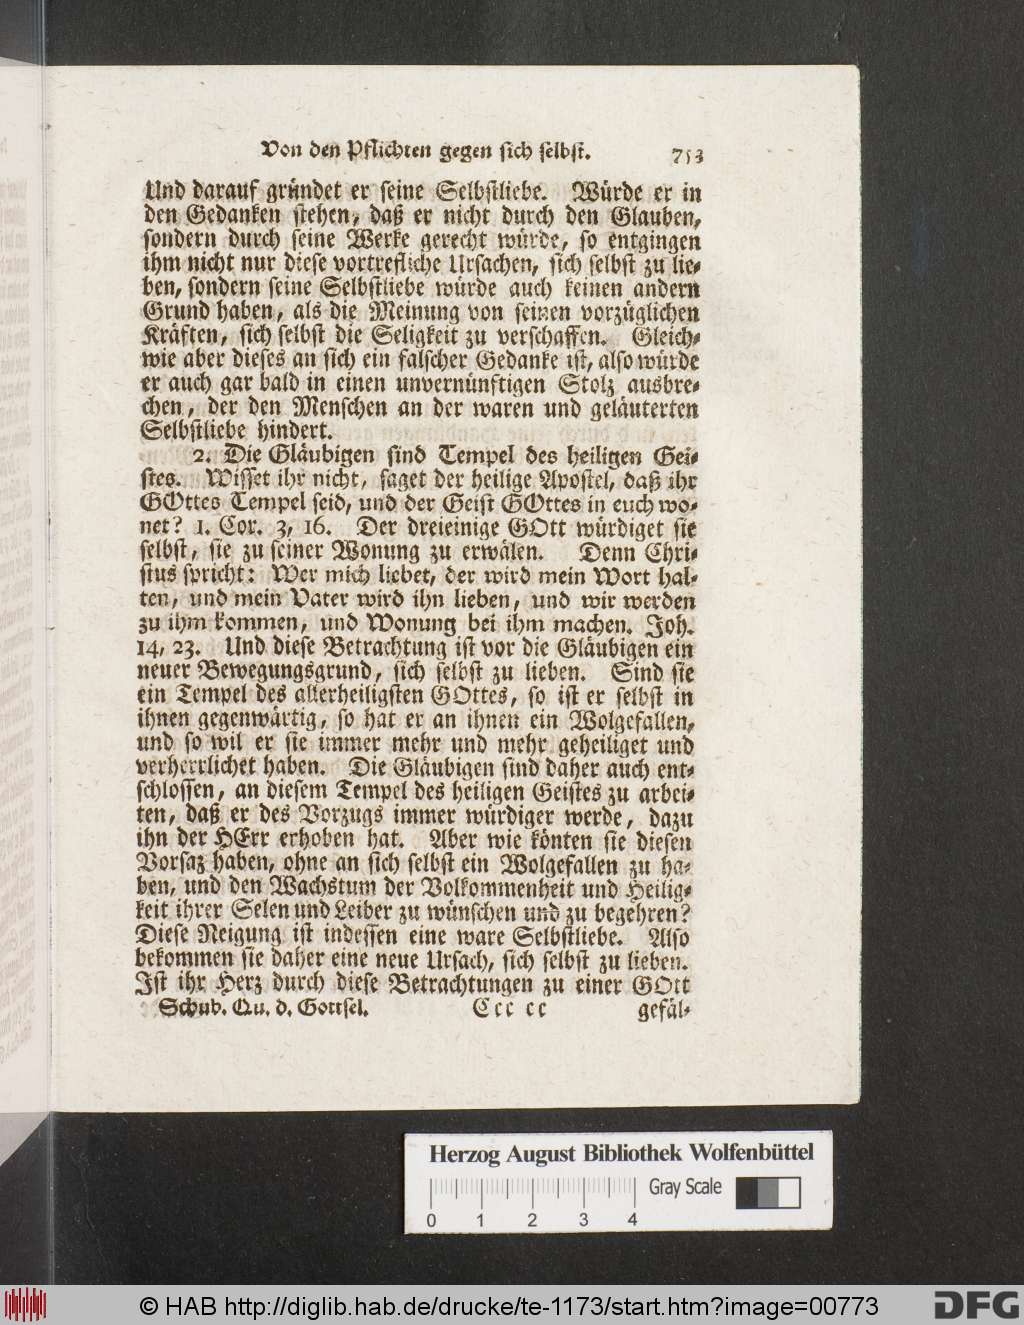 Von den Pflichten gegen sich selbst. 753
Und darauf gründet er seine Selbstliebe. Würde er in
den Gedanken stehen, daß er nicht durch den Glauben,
sondern durch seine Werke gerecht würde, so entgingen
ihm nicht nur diese vortrefliche Ursachen, sich selbst zu lie-
ben, sondern seine Selbstliebe würde auch keinen andern
Grund haben, als die Meinung von seinen vorzüglichen
Kräften, sich selbst die Seligkeit zu verschaffen. Gleich-
wie aber dieses an sich ein falscher Gedanke ist, also würde
er auch gar bald in einen unvernünftigen Stolz ausbre-
chen, der den Menschen an der waren und geläuterten
Selbstliebe hindert.
2. Die Gläubigen sind Tempel des heiligen Gei-
stes. Wisset ihr nicht, saget der heilige Apostel, daß ihr
GOttes Tempel seid, und der Geist GOttes in euch wo-
net? 1. Cor. 3, 16. Der dreieinige GOtt würdiget sie
selbst, sie zu seiner Wonung zu erwälen. Denn Chri-
stus spricht: Wer mich liebet, der wird mein Wort hal-
ten, und mein Vater wird ihn lieben, und wir werden
zu ihm kommen, und Wonung bei ihm machen. Joh.
14, 23. Und diese Betrachtung ist vor die Gläubigen ein
neuer Bewegungsgrund, sich selbst zu lieben. Sind sie
ein Tempel des allerheiligsten GOttes, so ist er selbst in
ihnen gegenwärtig, so hat er an ihnen ein Wolgefallen,
und so wil er sie immer mehr und mehr geheiliget und
verherrlichet haben. Die Gläubigen sind daher auch ent-
schlossen, an diesem Tempel des heiligen Geistes zu arbei-
ten, daß er des Vorzugs immer würdiger werde, dazu
ihn der HErr erhoben hat. Aber wie könten sie diesen
Vorsaz haben, ohne an sich selbst ein Wolgefallen zu ha-
ben, und den Wachstum der Volkommenheit und Heilig-
keit ihrer Selen und Leiber zu wünschen und zu begehren?
Diese Neigung ist indessen eine ware Selbstliebe. Also
bekommen sie daher eine neue Ursach, sich selbst zu lieben.
Ist ihr Herz durch diese Betrachtungen zu einer GOtt
Schub. Qu. d. Gottsel. Ccc cc gefäl-
Herzog August Bibliothek Wolfenbüttel
Gray Scale
0 1 2 3 4
© HAB http://diglib.hab.de/drucke/te-1173/start.htm?image=00773
DFG